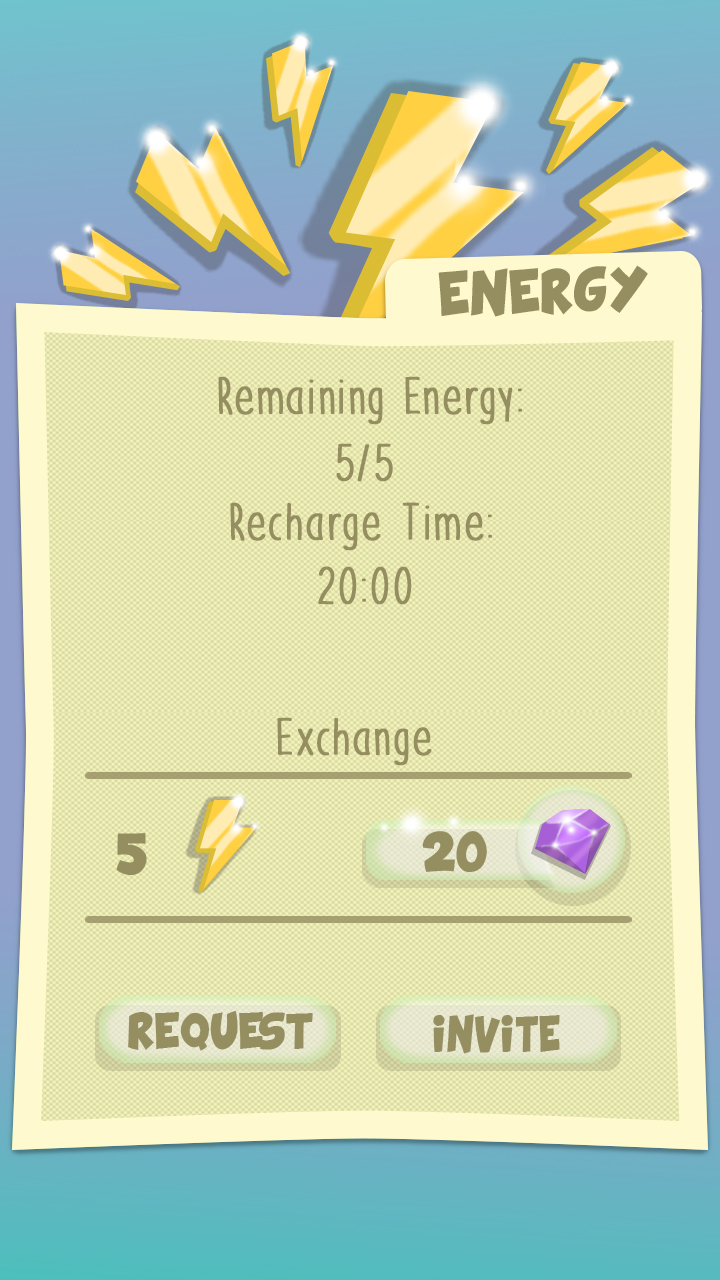 ENERGY
Remaining Energy:
5/5
Recharge Time:
20:00
Exchange
5 20
REQUEST iNViTE